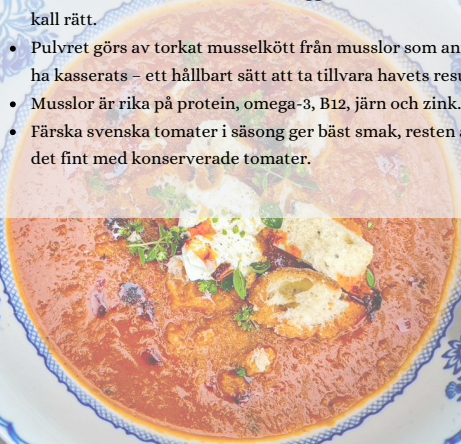 kall rätt.
Pulvret görs av torkat musselkött från musslor som an
ha kasserats – ett hållbart sätt att ta tillvara havets resu
Musslor är rika på protein, omega-3, B12, järn och zink.
Färska svenska tomater i säsong ger bäst smak, resten a
det fint med konserverade tomater.